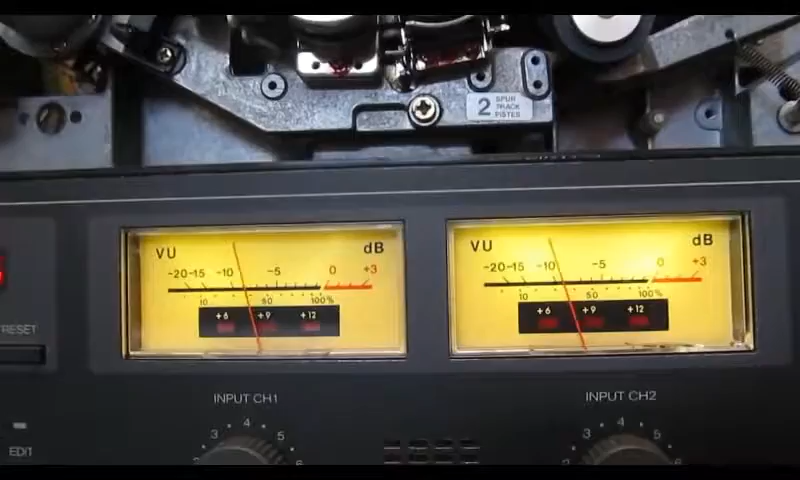 2 SPUR
TRACK
PISTES
VU dB
-20-15 -10 -5 0 +3
10 50 100%
+6 +9 +12
VU dB
-20-15 -10 -5 0 +3
10 50 100%
+6 +9 +12
RESET
EDIT
INPUT CH1
3 4 5 6
2
INPUT CH2
3 4 5 6
2